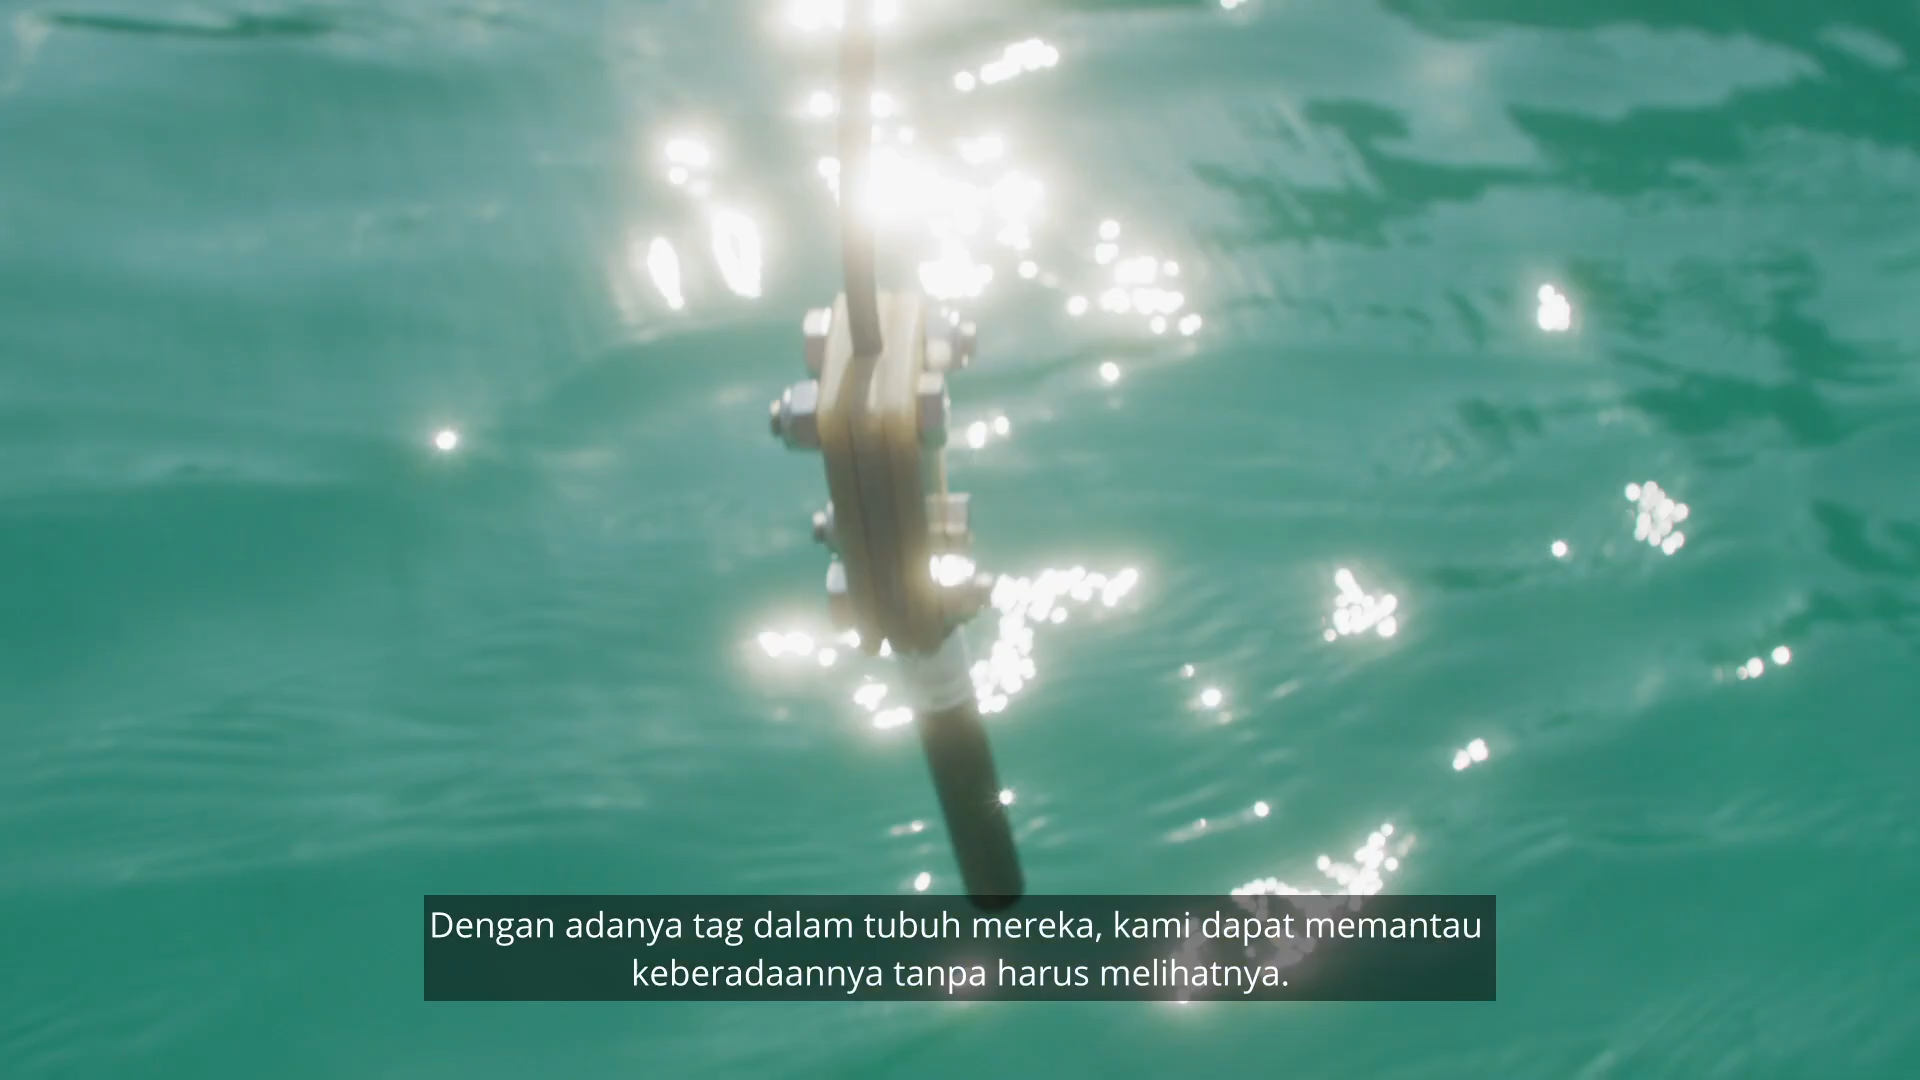 Dengan adanya tag dalam tubuh mereka, kami dapat memantau
keberadaannya tanpa harus melihatnya.